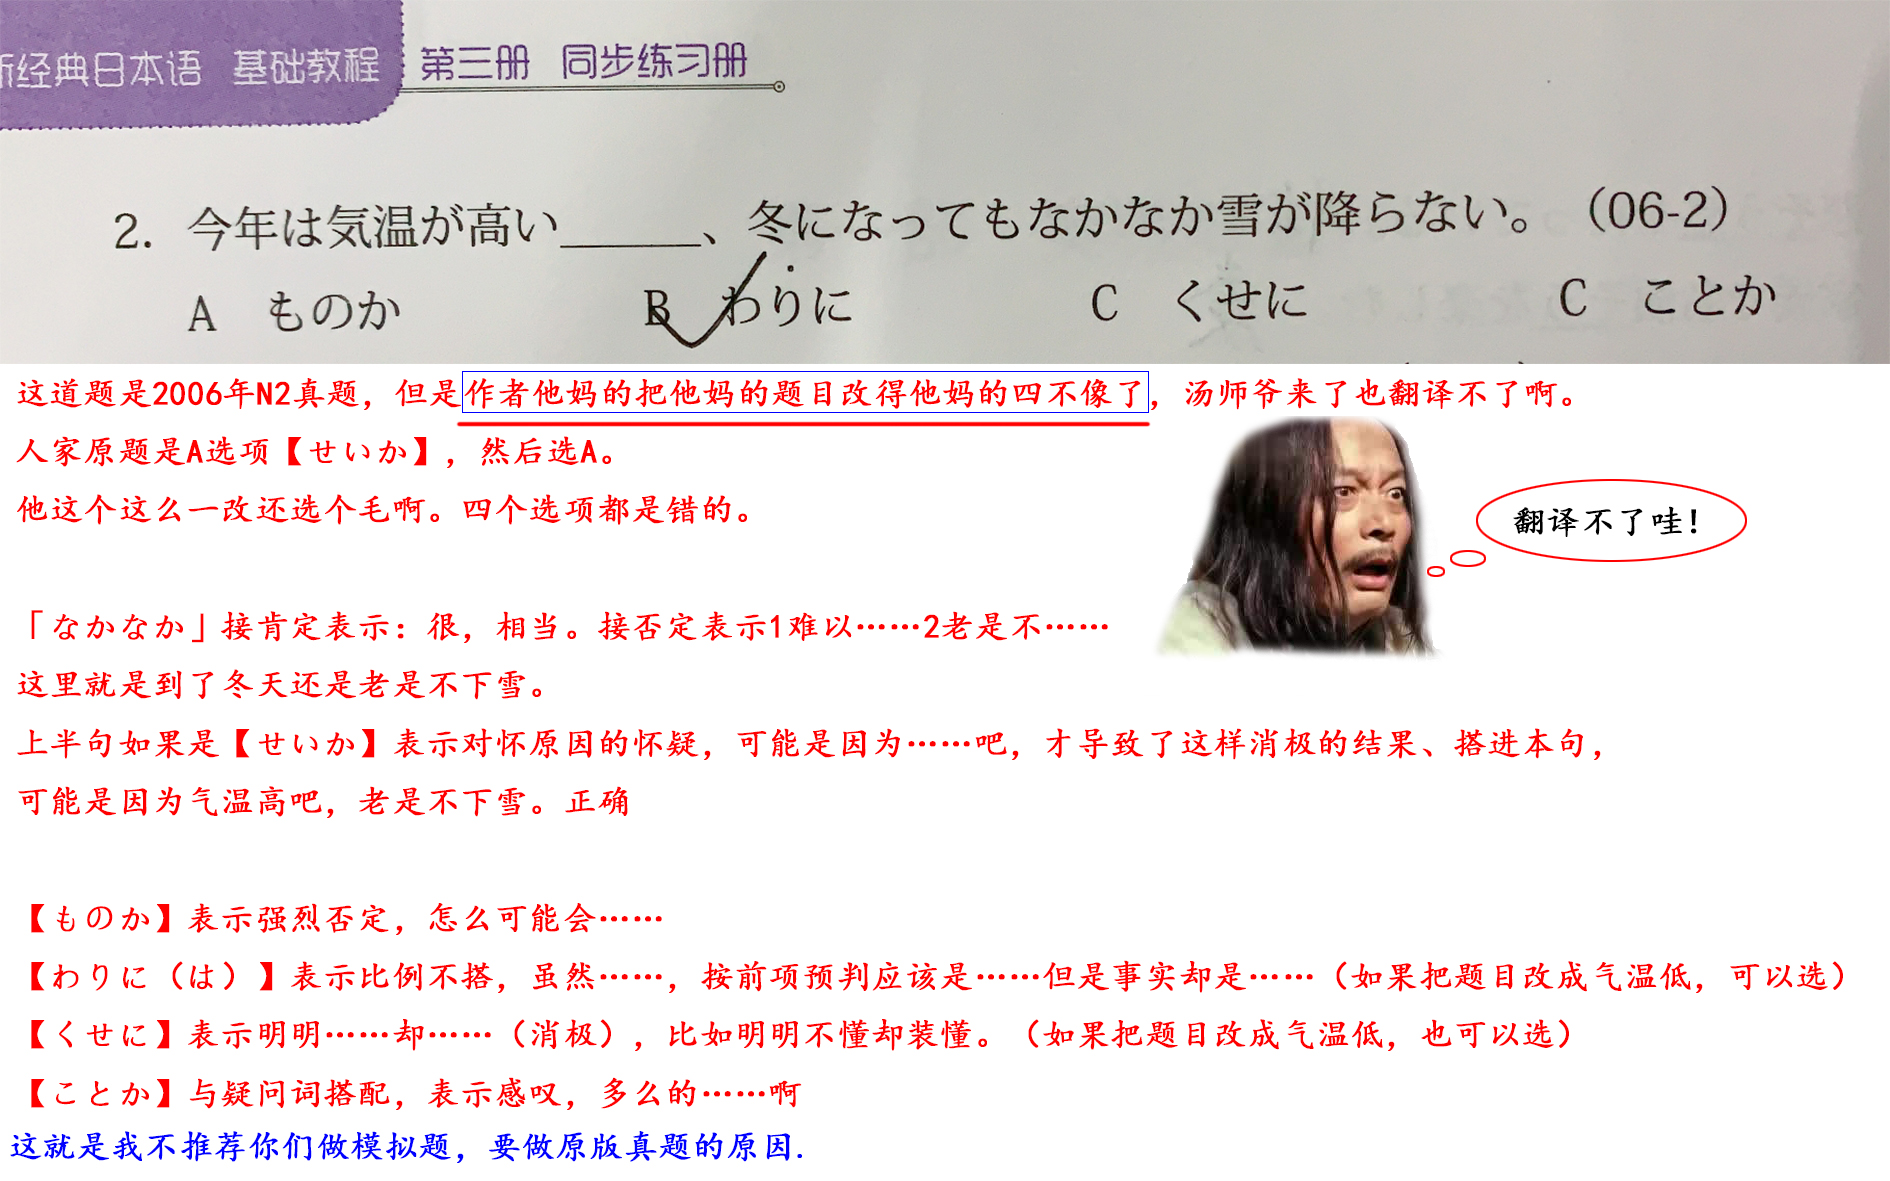 新经典日本语 基础教程 第三册 同步练习册
2. 今年は気温が高い_____、冬になってもなかなか雪が降らない。（06-2）
A ものか B わりに C くせに C ことか
这道题是2006年N2真题，但是作者他妈的把他妈的题目改得他妈的四不像了，汤师爷来了也翻译不了啊。
人家原题是A选项【せいか】，然后选A。
他这个这么一改还选个毛啊。四个选项都是错的。
翻译不了哇！
「なかなか」接肯定表示：很，相当。接否定表示1难以……2老是不……
这里就是到了冬天还是老是不下雪。
上半句如果是【せいか】表示对怀原因的怀疑，可能是因为……吧，才导致了这样消极的结果、搭进本句，
可能是因为气温高吧，老是不下雪。正确
【ものか】表示强烈否定，怎么可能会……
【わりに（は）】表示比例不搭，虽然……，按前项预判应该是……但是事实却是……（如果把题目改成气温低，可以选）
【くせに】表示明明……却……（消极），比如明明不懂却装懂。（如果把题目改成气温低，也可以选）
【ことか】与疑问词搭配，表示感叹，多么的……啊
这就是我不推荐你们做模拟题，要做原版真题的原因.